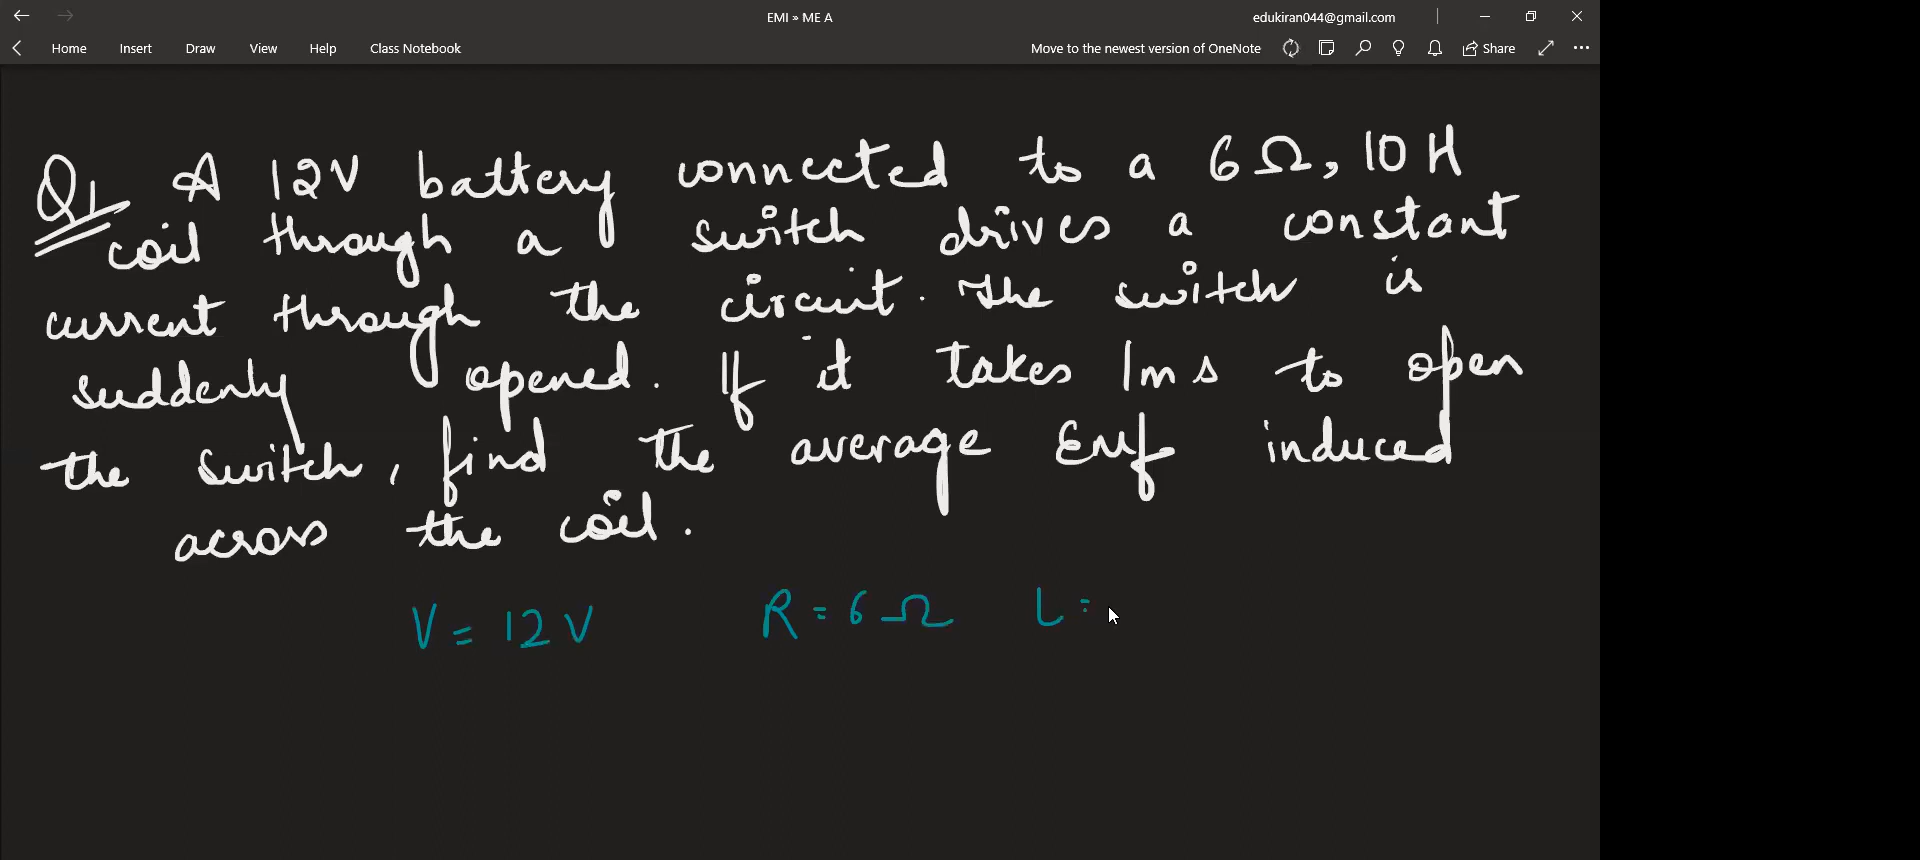 EMI » ME A
edukiran044@gmail.com
Home Insert Draw View Help Class Notebook Move to the newest version of OneNote Share
Q1 A 12V battery connected to a 6Ω, 10 H
coil through a switch drives a constant
current through the circuit. The switch is
suddenly opened. If it takes 1ms to open
the switch, find the average EMf induced
across the coil.
V = 12 V R = 6 Ω L =